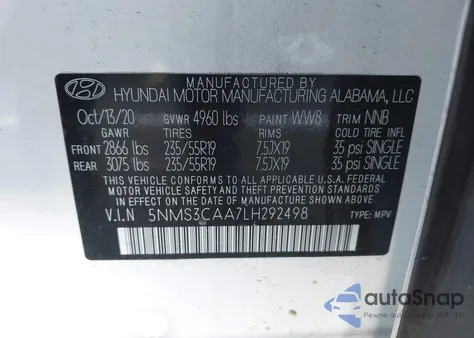 MANUFACTURED BY
HYUNDAI MOTOR MANUFACTURING ALABAMA, LLC
Oct/13/20 GVWR 4960 lbs PAINT WW8 TRIM NNB
GAWR TIRES RIMS COLD TIRE INFL
FRONT 2866 lbs 235/55R19 7.5JX19 35 psi SINGLE
REAR 3075 lbs 235/55R19 7.5JX19 35 psi SINGLE
THIS VEHICLE CONFORMS TO ALL APPLICABLE U.S.A. FEDERAL
MOTOR VEHICLE SAFETY, BUMPER, AND THEFT PREVENTION
STANDARDS IN EFFECT ON THE DATE OF MANUFACTURE SHOWN ABOVE.
V.I.N 5NMS3CAA7LH292498 TYPE: MPV
autoSnap
Pewne auto